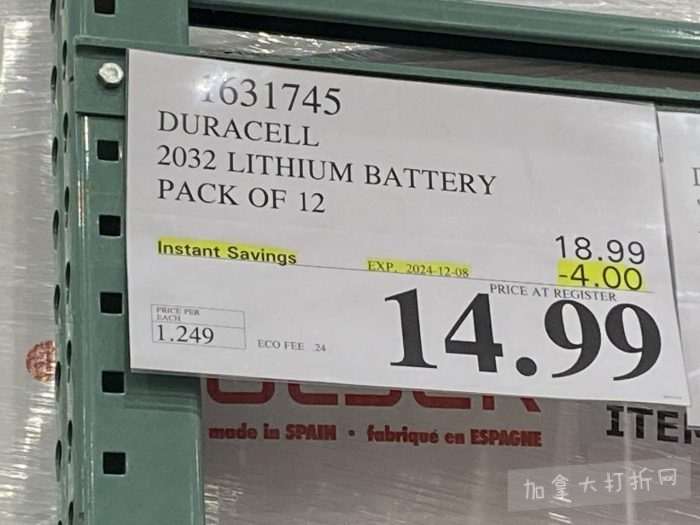 1631745
DURACELL
2032 LITHIUM BATTERY
PACK OF 12
18.99
Instant Savings
EXP. 2024-12-08
-4.00
PRICE AT REGISTER
14.99
PRICE PER
EACH
1.249
ECO FEE .24
made in SPAIN • fabriqué en ESPAGNE
加拿大打折网